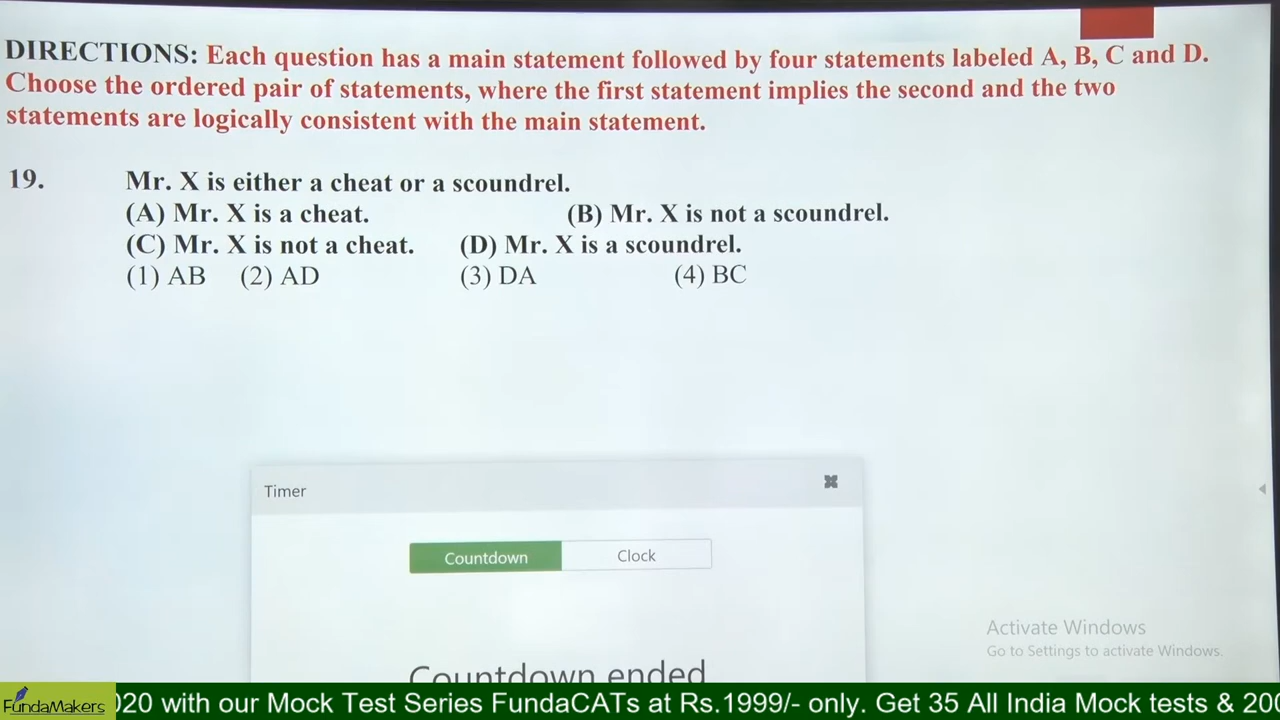 DIRECTIONS: Each question has a main statement followed by four statements labeled A, B, C and D.
Choose the ordered pair of statements, where the first statement implies the second and the two
statements are logically consistent with the main statement.
19. Mr. X is either a cheat or a scoundrel.
(A) Mr. X is a cheat. (B) Mr. X is not a scoundrel.
(C) Mr. X is not a cheat. (D) Mr. X is a scoundrel.
(1) AB (2) AD (3) DA (4) BC
Timer
Countdown Clock
Countdown ended
Activate Windows
Go to Settings to activate Windows.
FundaMakers
020 with our Mock Test Series FundaCATs at Rs.1999/- only. Get 35 All India Mock tests & 200